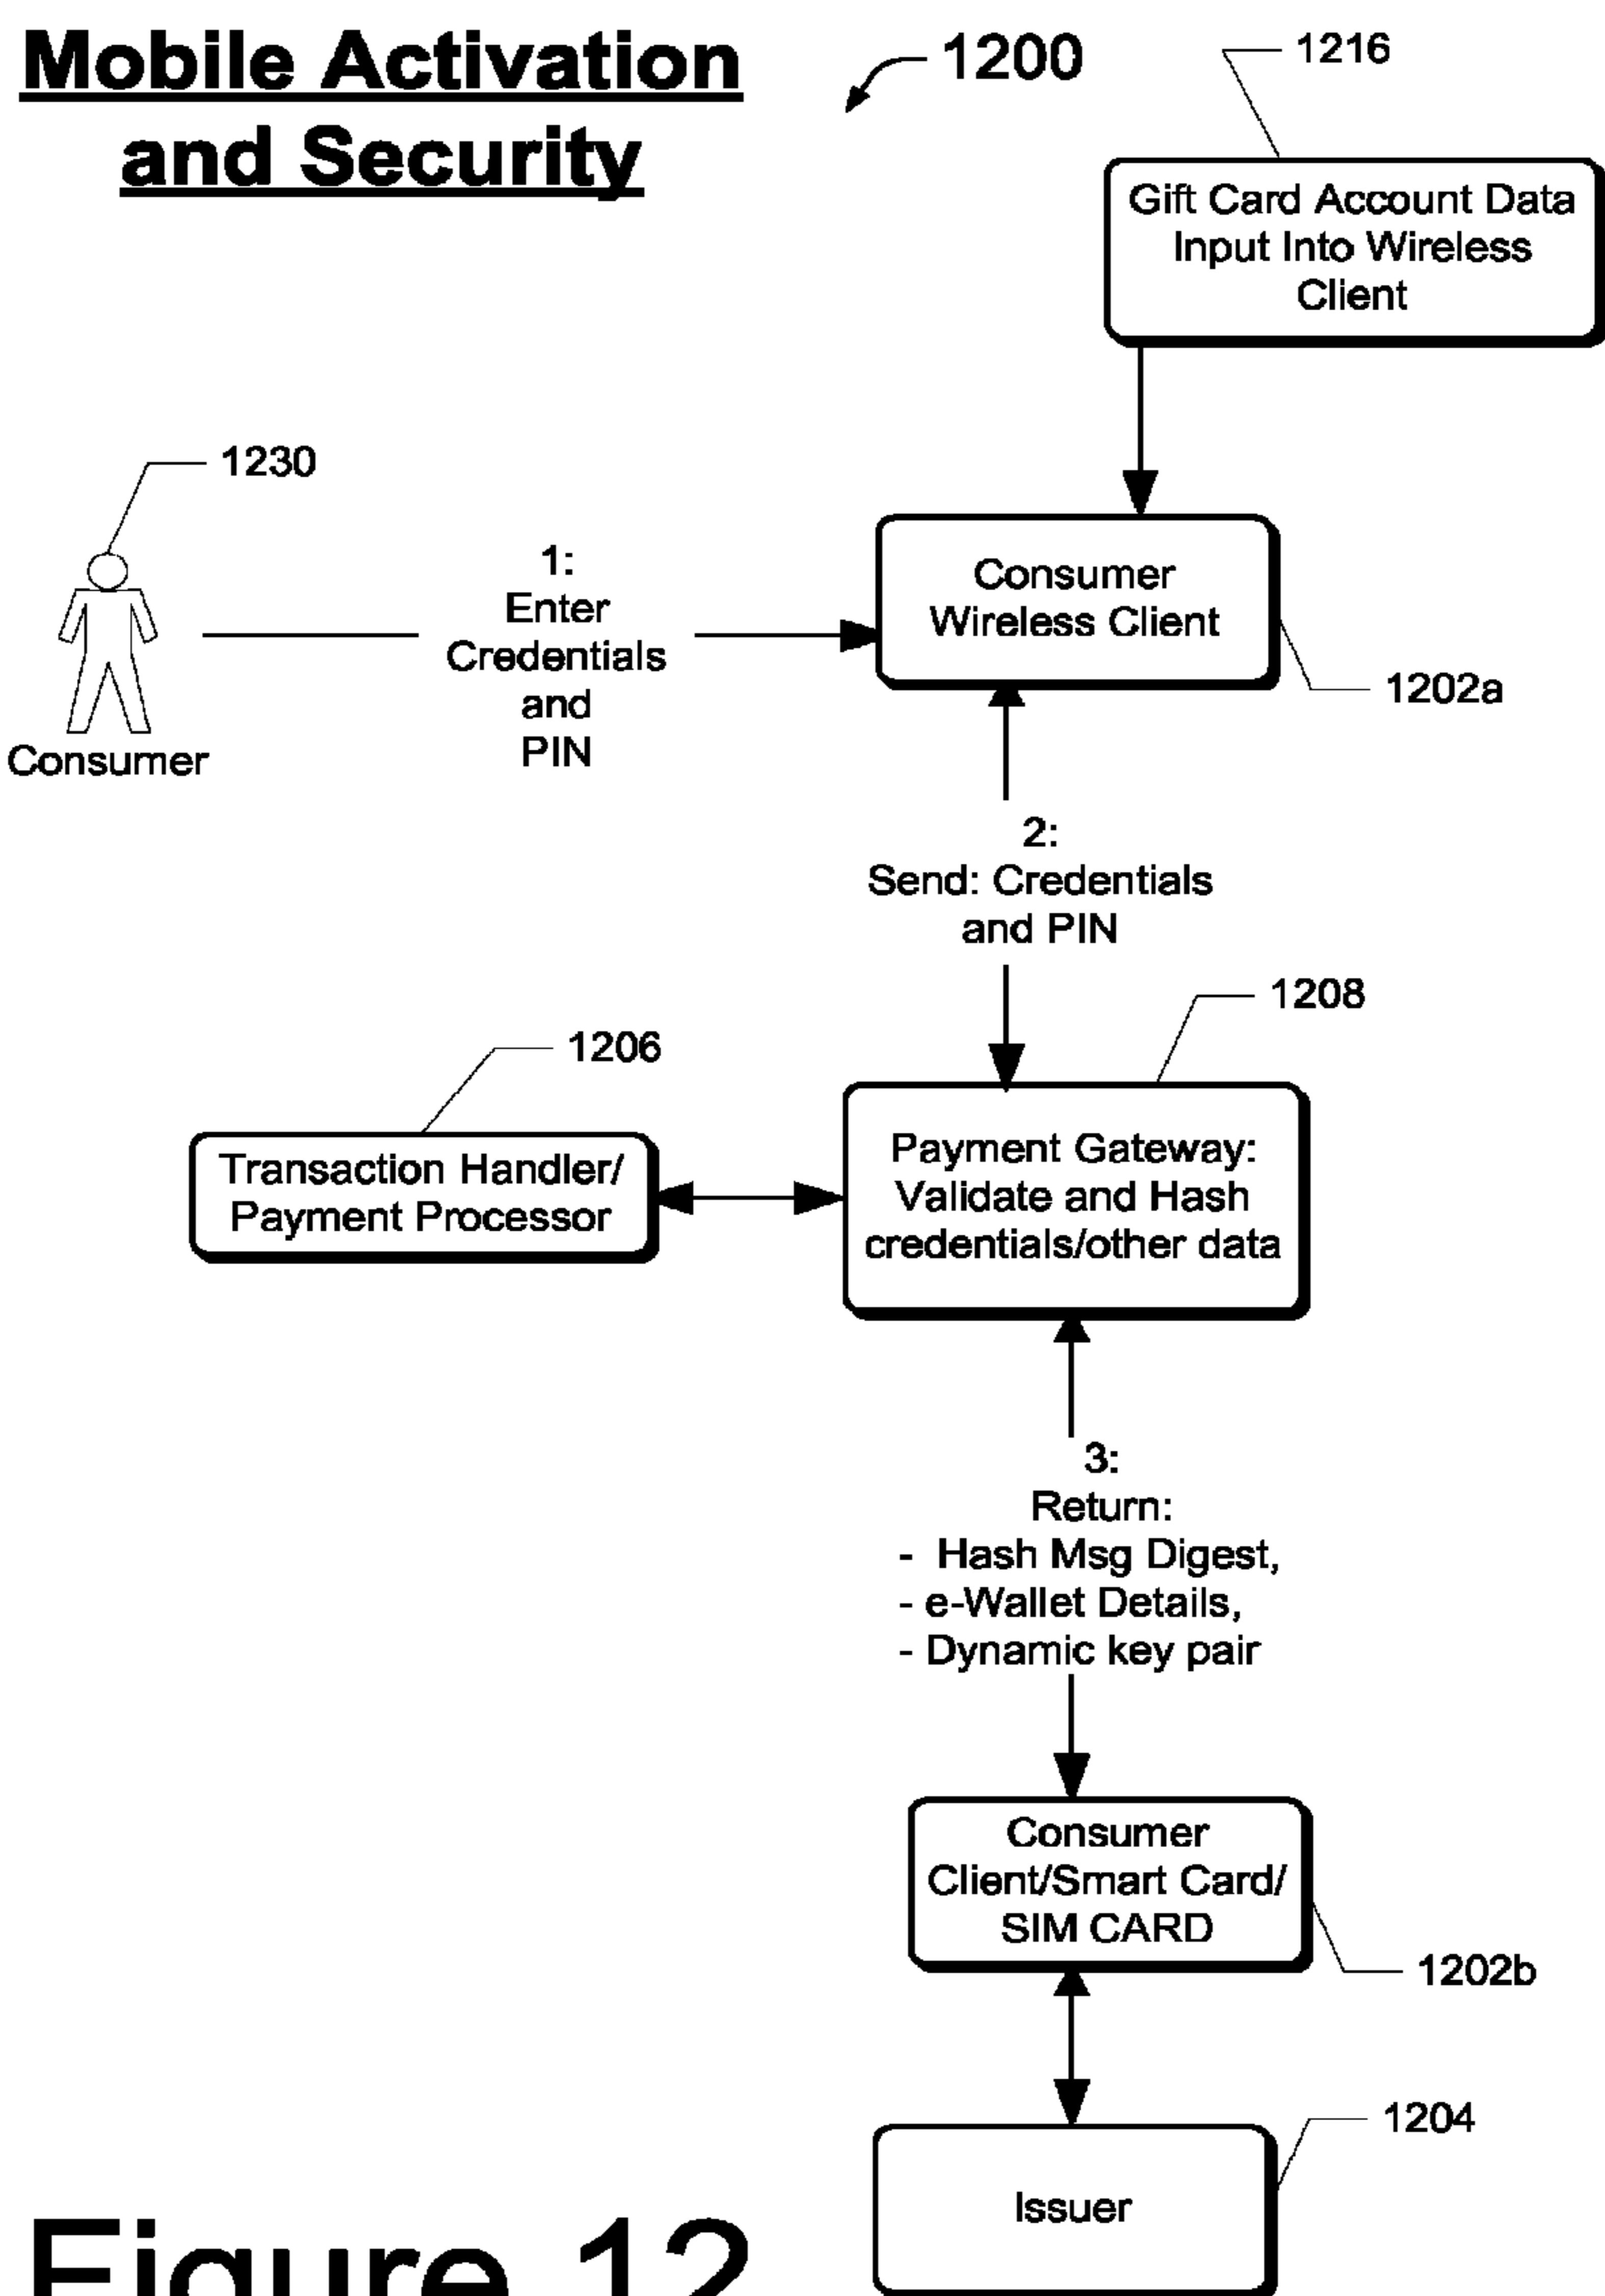 Mobile Activation
and Security
1200
1216
Gift Card Account Data
Input Into Wireless
Client
1230
Consumer
1:
Enter
Credentials
and
PIN
Consumer
Wireless Client
1202a
2:
Send: Credentials
and PIN
1208
1206
Transaction Handler/
Payment Processor
Payment Gateway:
Validate and Hash
credentials/other data
3:
Return:
- Hash Msg Digest,
- e-Wallet Details,
- Dynamic key pair
Consumer
Client/Smart Card/
SIM CARD
1202b
1204
Issuer
Figure 12